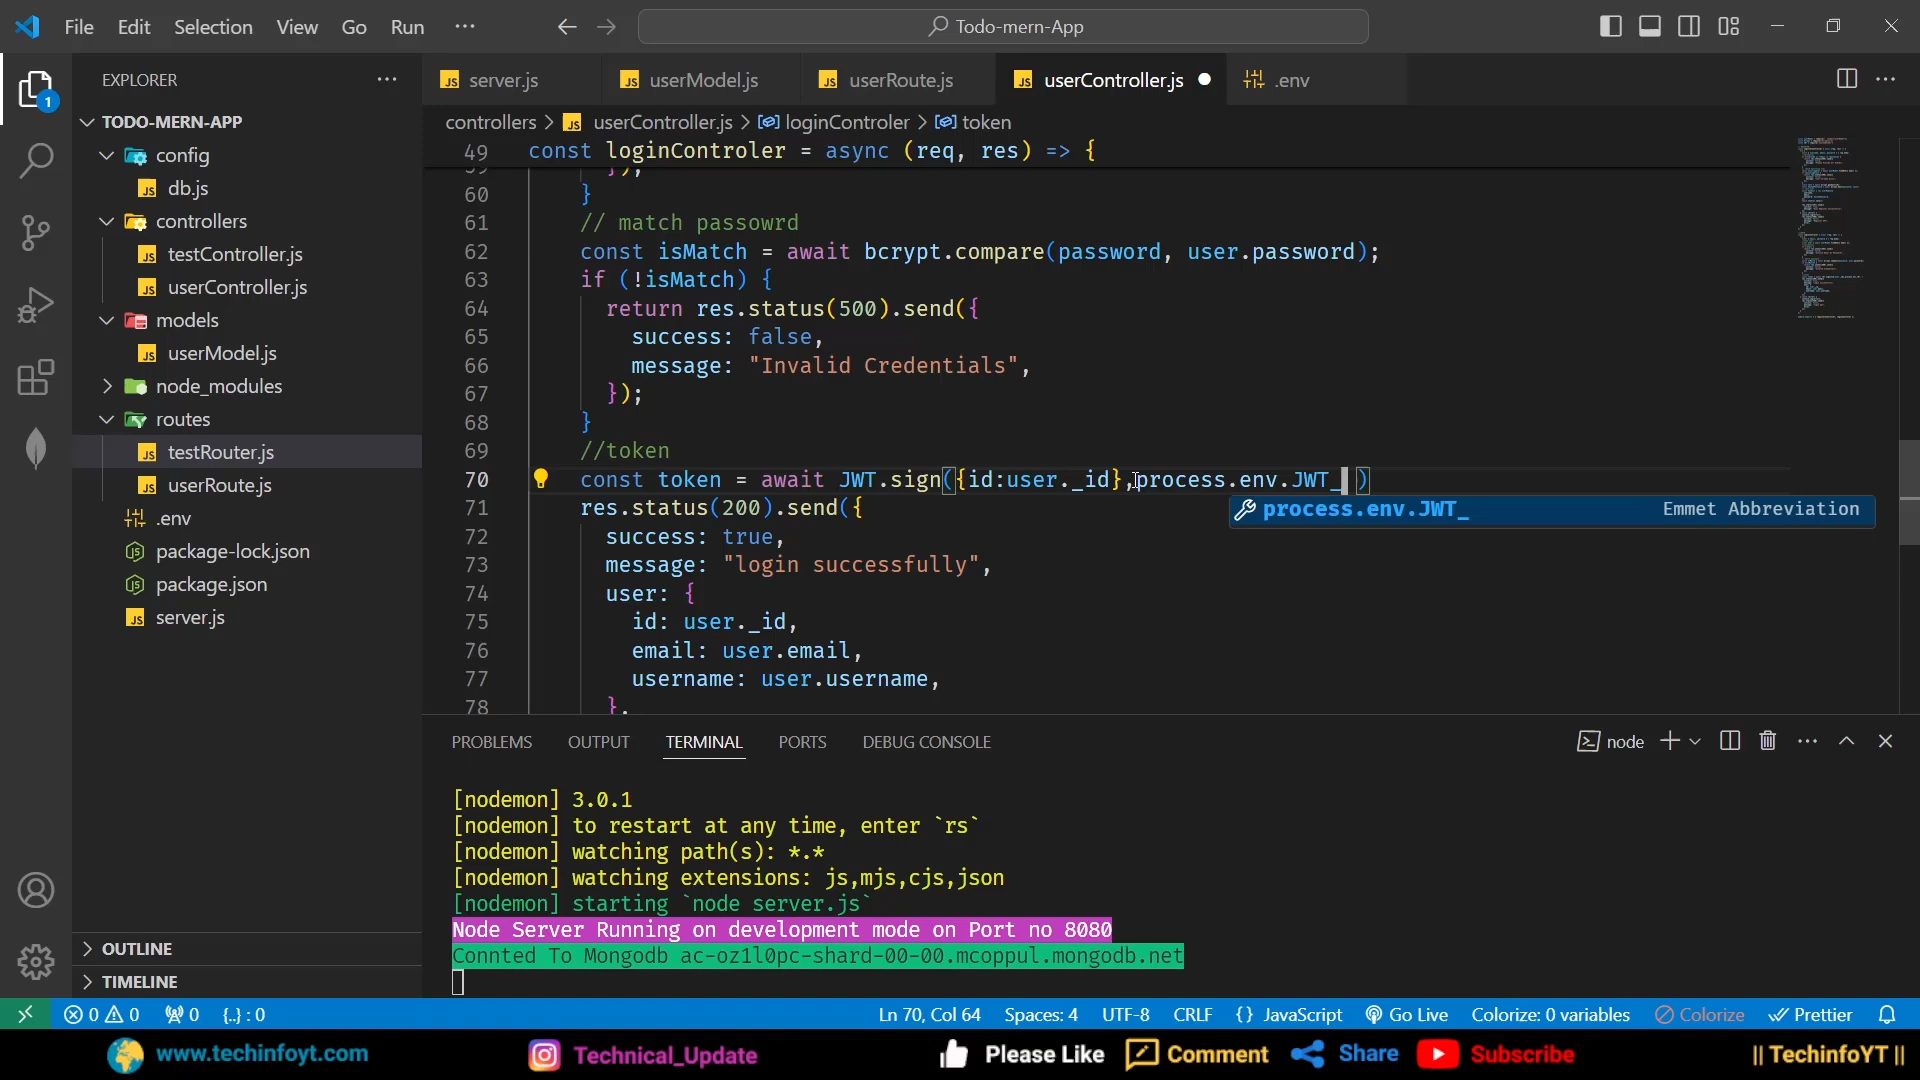 File Edit Selection View Go Run ··· Todo-mern-App
EXPLORER ···
server.js userModel.js userRoute.js userController.js .env ···
1
TODO-MERN-APP
config
db.js
controllers
testController.js
userController.js
models
userModel.js
node_modules
routes
testRouter.js
userRoute.js
.env
package-lock.json
package.json
server.js
OUTLINE
TIMELINE
controllers > userController.js > loginControler > token
49 const loginControler = async (req, res) => {
59 });
60 }
61 // match passowrd
62 const isMatch = await bcrypt.compare(password, user.password);
63 if (!isMatch) {
64 return res.status(500).send({
65 success: false,
66 message: "Invalid Credentials",
67 });
68 }
69 //token
70 const token = await JWT.sign({id:user._id},process.env.JWT_ )
process.env.JWT_ Emmet Abbreviation
71 res.status(200).send({
72 success: true,
73 message: "login successfully",
74 user: {
75 id: user._id,
76 email: user.email,
77 username: user.username,
78 },
PROBLEMS OUTPUT TERMINAL PORTS DEBUG CONSOLE node ···
[nodemon] 3.0.1
[nodemon] to restart at any time, enter `rs`
[nodemon] watching path(s): *.*
[nodemon] watching extensions: js,mjs,cjs,json
[nodemon] starting `node server.js`
Node Server Running on development mode on Port no 8080
Connted To Mongodb ac-oz1l0pc-shard-00-00.mcoppul.mongodb.net
0 0 0 {..} : 0 Ln 70, Col 64 Spaces: 4 UTF-8 CRLF {} JavaScript Go Live Colorize: 0 variables Colorize Prettier
www.techinfoyt.com Technical_Update Please Like Comment Share Subscribe || TechinfoYT ||